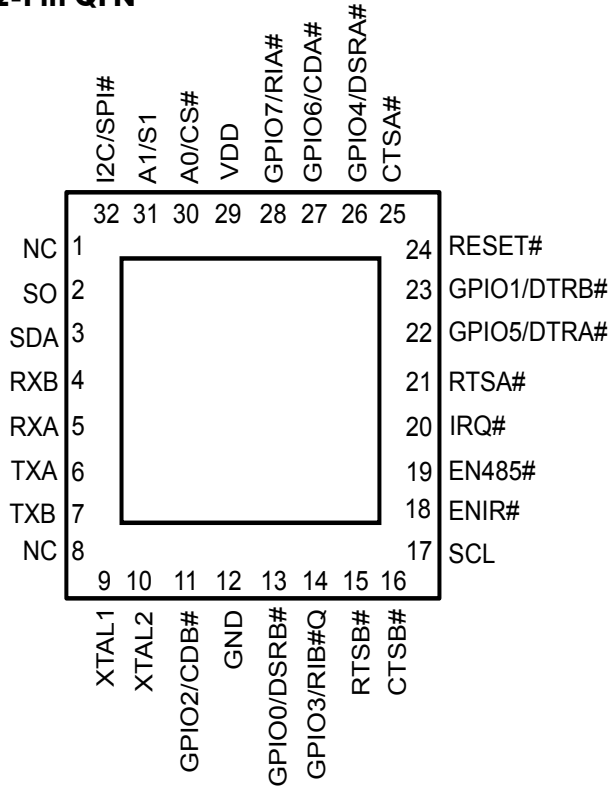 QFN
I2C/SPI#
A1/S1
A0/CS#
VDD
GPIO7/RIA#
GPIO6/CDA#
GPIO4/DSRA#
CTSA#
32 31 30 29 28 27 26 25
NC 1
SO 2
SDA 3
RXB 4
RXA 5
TXA 6
TXB 7
NC 8
24 RESET#
23 GPIO1/DTRB#
22 GPIO5/DTRA#
21 RTSA#
20 IRQ#
19 EN485#
18 ENIR#
17 SCL
9 10 11 12 13 14 15 16
XTAL1
XTAL2
GPIO2/CDB#
GND
GPIO0/DSRB#
GPIO3/RIB#Q
RTSB#
CTSB#